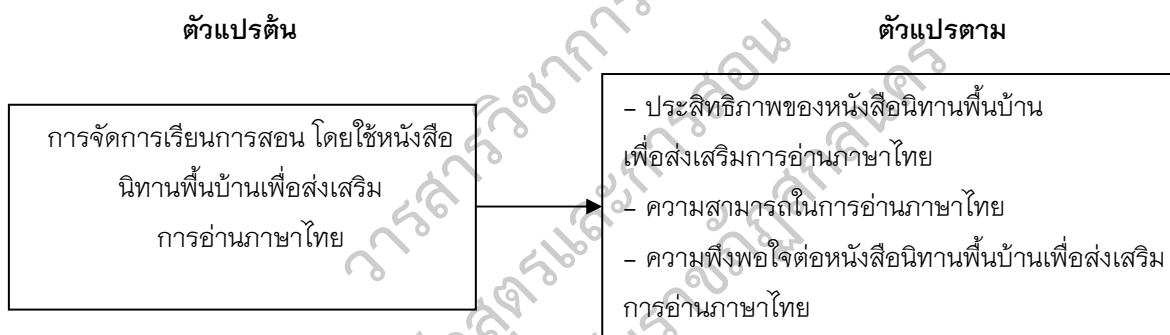 ตัวแปรต้น
ตัวแปรตาม
การจัดการเรียนการสอน โดยใช้หนังสือ
นิทานพื้นบ้านเพื่อส่งเสริม
การอ่านภาษาไทย
- ประสิทธิภาพของหนังสือนิทานพื้นบ้าน
เพื่อส่งเสริมการอ่านภาษาไทย
- ความสามารถในการอ่านภาษาไทย
- ความพึงพอใจต่อหนังสือนิทานพื้นบ้านเพื่อส่งเสริม
การอ่านภาษาไทย